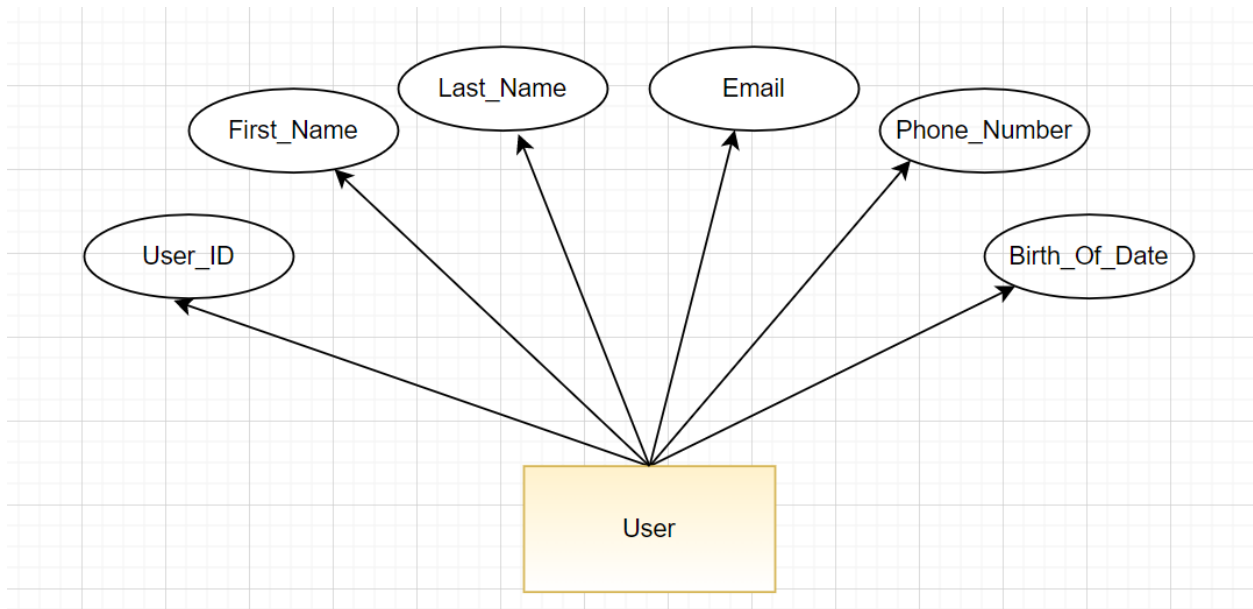 Last_Name
Email
First_Name
Phone_Number
User_ID
Birth_Of_Date
User